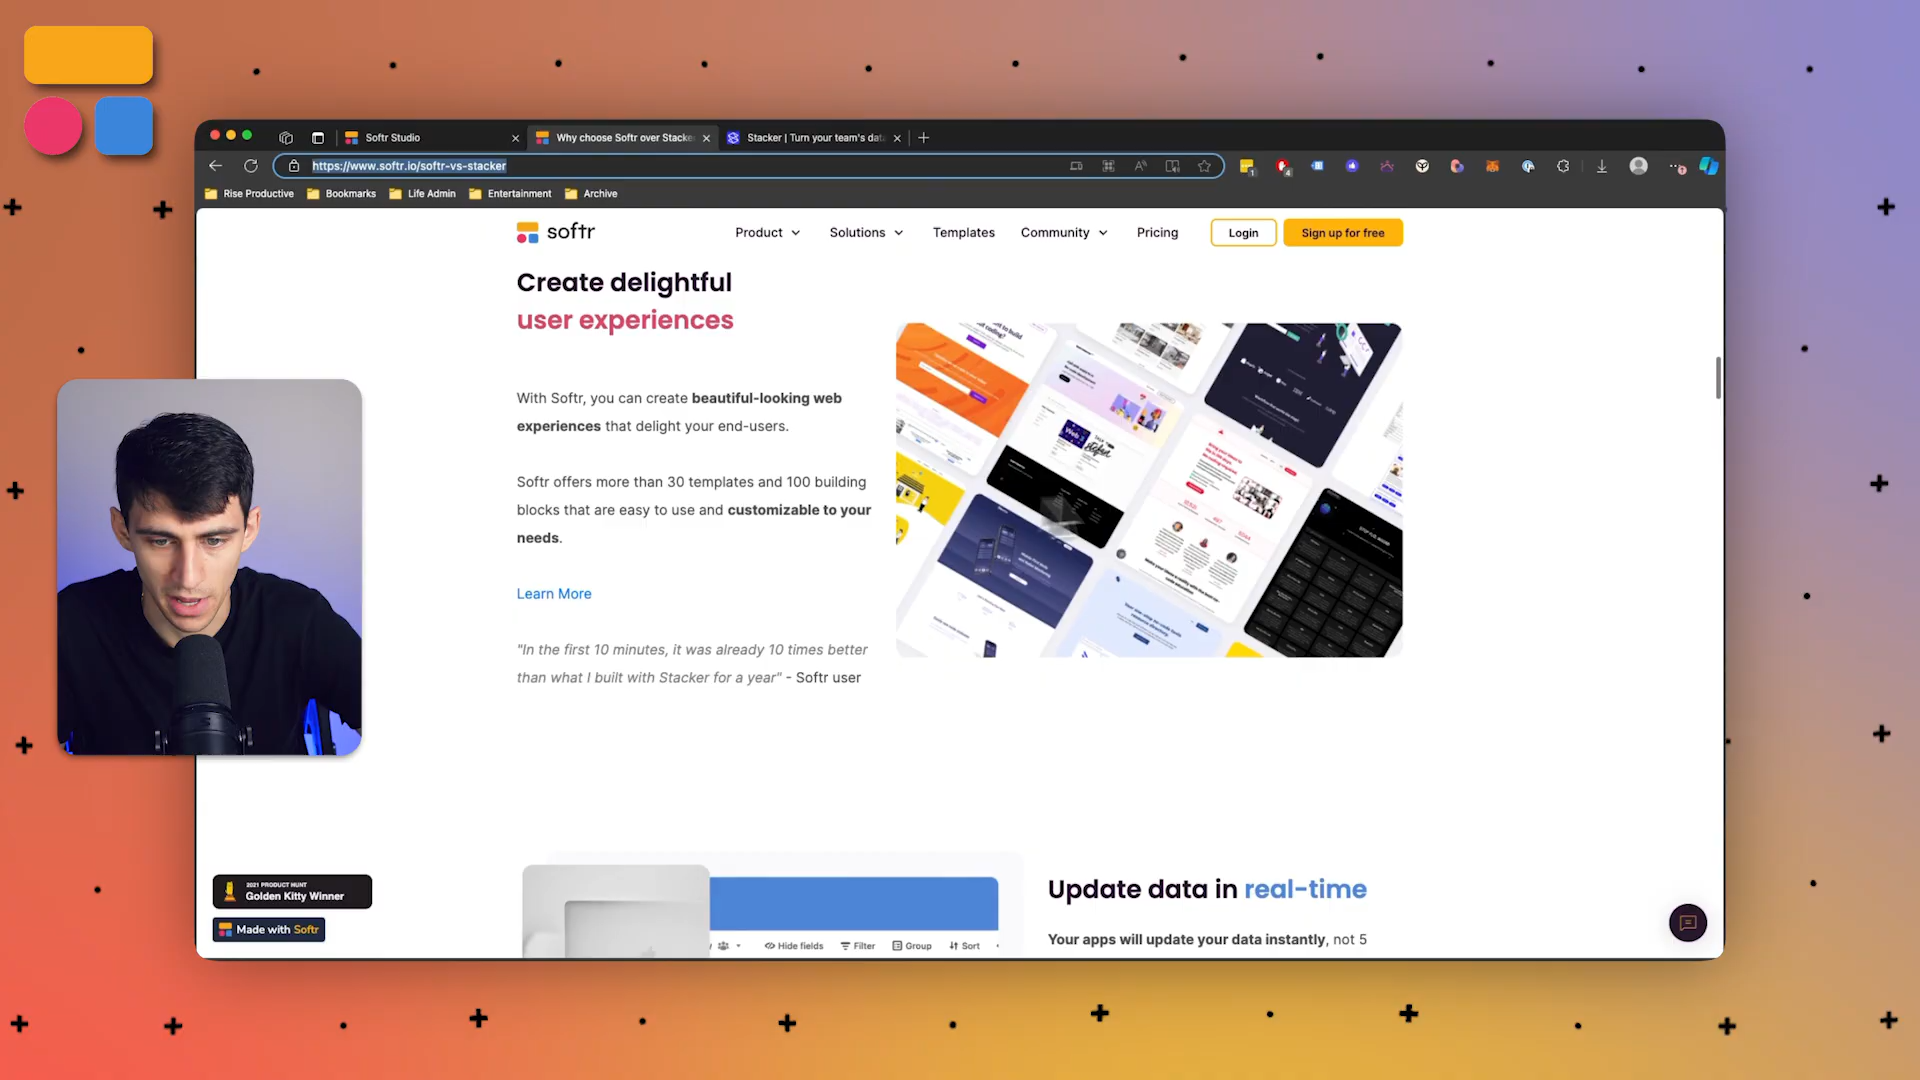 Softr Studio
Why choose Softr over Stacke
Stacker | Turn your team's dat
https://www.softr.io/softr-vs-stacker
Rise Productive
Bookmarks
Life Admin
Entertainment
Archive
softr
Product
Solutions
Templates
Community
Pricing
Login
Sign up for free
Create delightful
user experiences
With Softr, you can create beautiful-looking web
experiences that delight your end-users.
Softr offers more than 30 templates and 100 building
blocks that are easy to use and customizable to your
needs.
Learn More
"In the first 10 minutes, it was already 10 times better
than what I built with Stacker for a year" - Softr user
2021 PRODUCT HUNT
Golden Kitty Winner
Made with Softr
Hide fields
Filter
Group
Sort
Update data in real-time
Your apps will update your data instantly, not 5